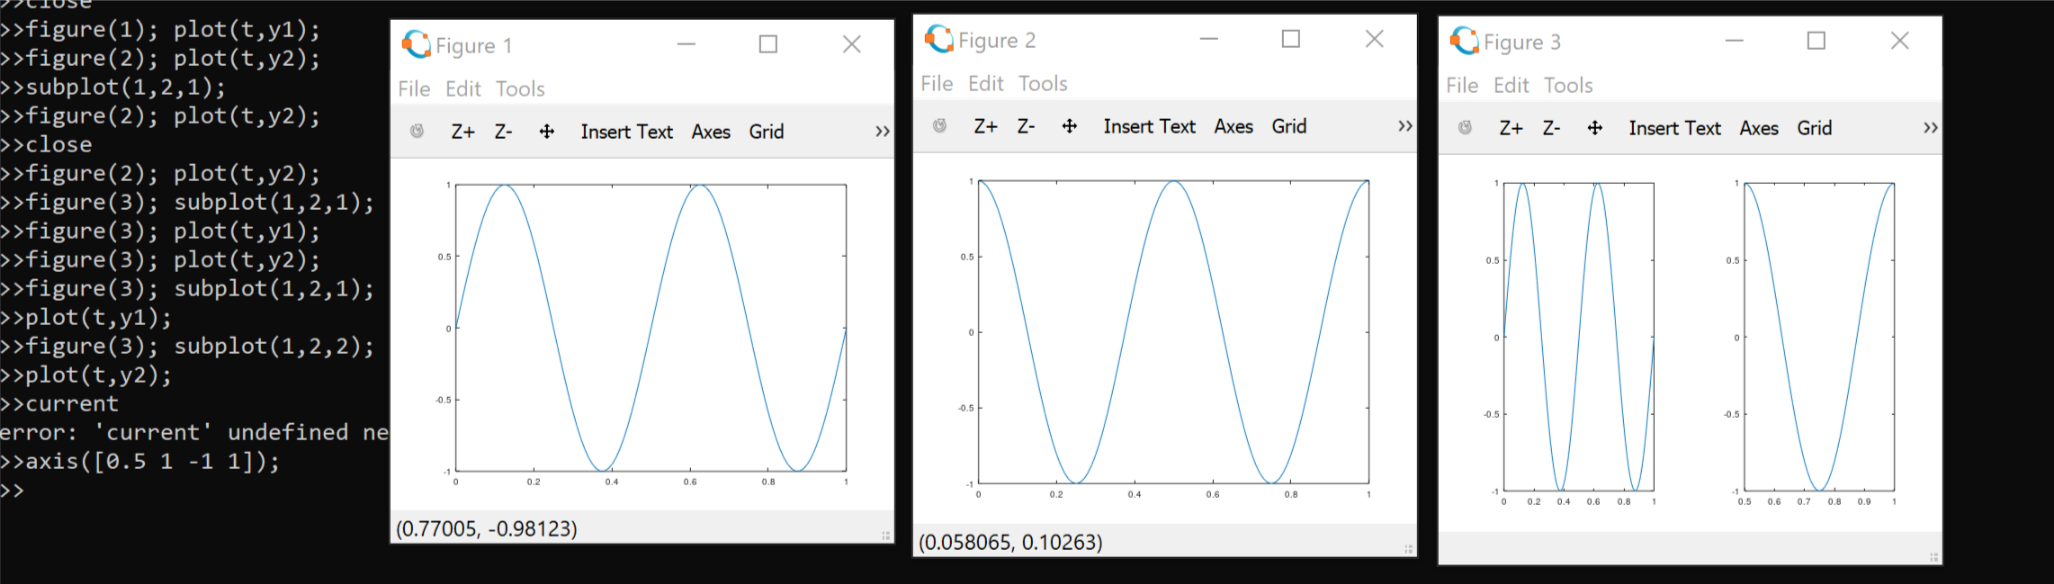 >>close
>>figure(1); plot(t,y1);
>>figure(2); plot(t,y2);
>>subplot(1,2,1);
>>figure(2); plot(t,y2);
>>close
>>figure(2); plot(t,y2);
>>figure(3); subplot(1,2,1);
>>figure(3); plot(t,y1);
>>figure(3); plot(t,y2);
>>figure(3); subplot(1,2,1);
>>plot(t,y1);
>>figure(3); subplot(1,2,2);
>>plot(t,y2);
>>current
error: 'current' undefined ne
>>axis([0.5 1 -1 1]);
>>
Figure 1
File Edit Tools
Z+ Z- Insert Text Axes Grid >>
1
0.5
0
-0.5
-1
0 0.2 0.4 0.6 0.8 1
(0.77005, -0.98123)
Figure 2
File Edit Tools
Z+ Z- Insert Text Axes Grid >>
1
0.5
0
-0.5
-1
0 0.2 0.4 0.6 0.8 1
(0.058065, 0.10263)
Figure 3
File Edit Tools
Z+ Z- Insert Text Axes Grid >>
1
0.5
0
-0.5
-1
0 0.2 0.4 0.6 0.8 1
1
0.5
0
-0.5
-1
0.5 0.6 0.7 0.8 0.9 1